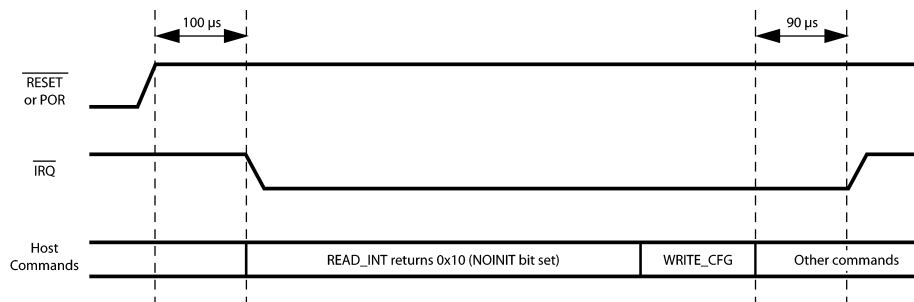 100 µs
90 µs
RESET
or POR
IRQ
Host
Commands
READ_INT returns 0x10 (NOINIT bit set)
WRITE_CFG
Other commands